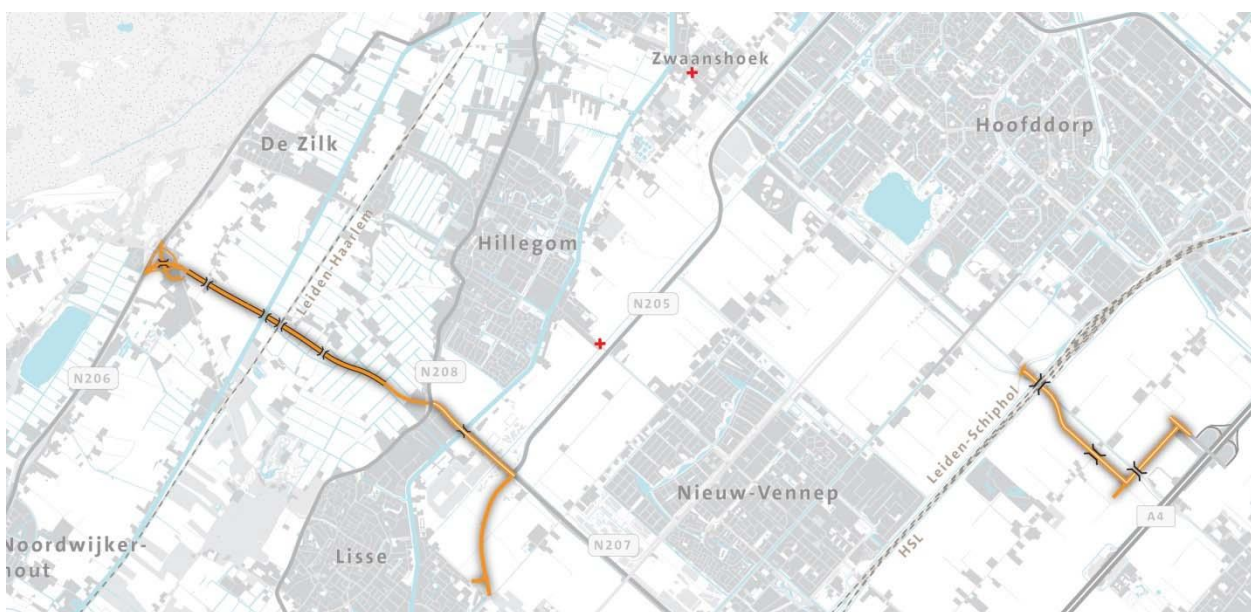 Zwaanshoek
Hoofddorp
De Zilk
Leiden-Haarlem
Hillegom
N205
N206
N208
Leiden-Schiphol
Nieuw-Vennep
HSL
A4
N207
Noordwijker-
hout
Lisse